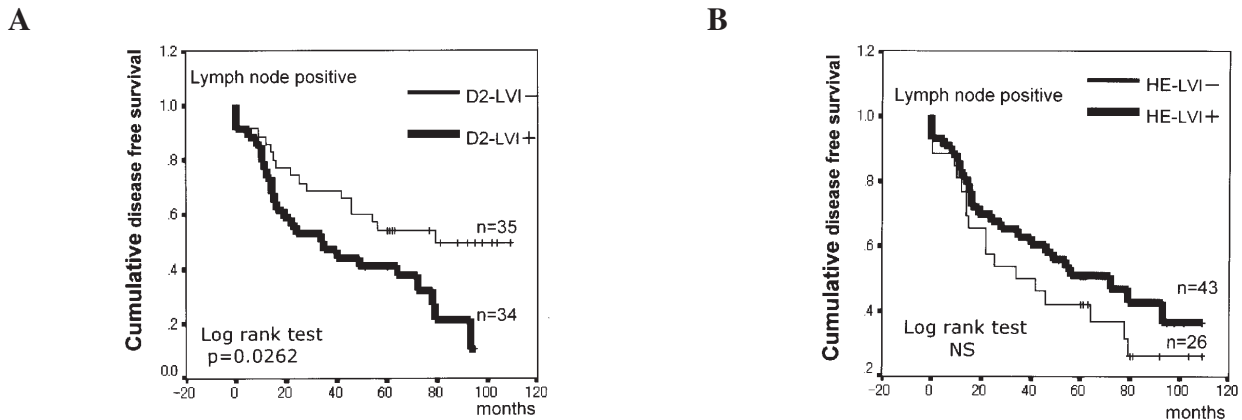 A
Cumulative disease free survival
1.2
1.0
.8
.6
.4
.2
0.0
Lymph node positive
D2-LVI −
D2-LVI +
n=35
n=34
Log rank test
p=0.0262
-20 0 20 40 60 80 100 120
months
B
Cumulative disease free survival
1.2
1.0
.8
.6
.4
.2
Lymph node positive
HE-LVI −
HE-LVI +
n=43
n=26
Log rank test
NS
-20 0 20 40 60 80 100 120
months